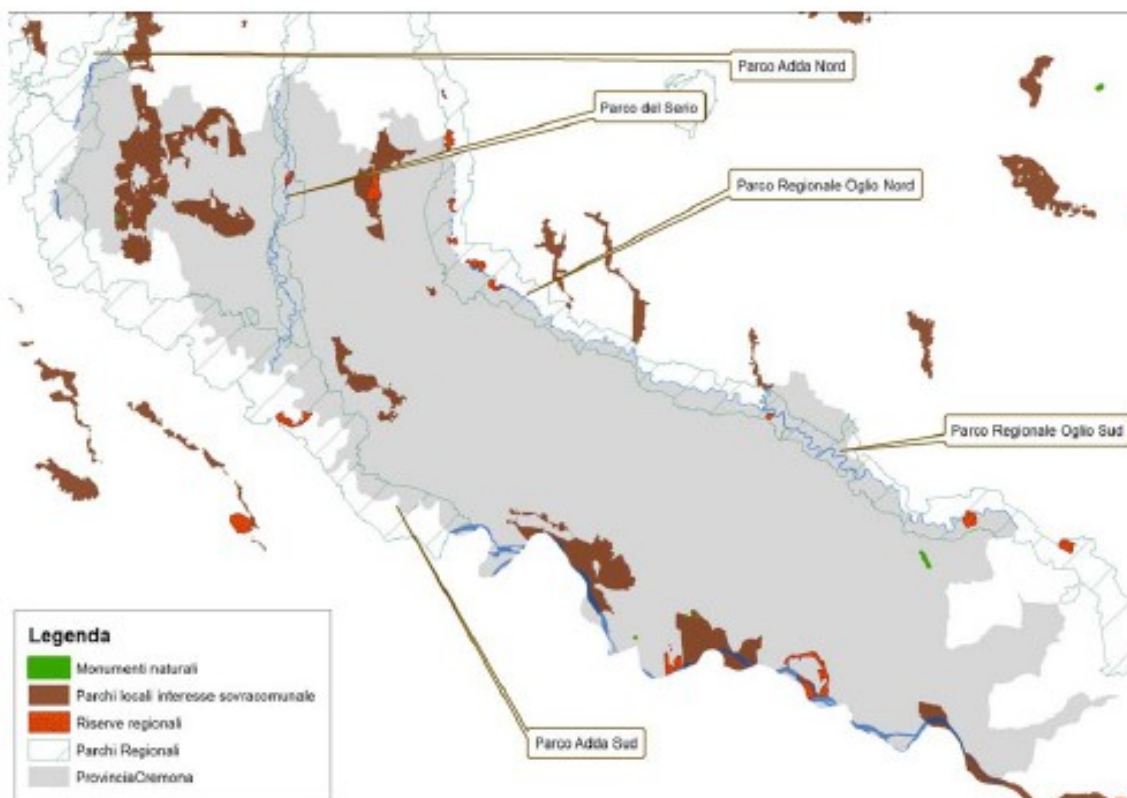 Parco Adda Nord
Parco del Serio
Parco Regionale Oglio Nord
Parco Regionale Oglio Sud
Parco Adda Sud
Legenda
Monumenti naturali
Parchi locali interesse sovracomunale
Riserve regionali
Parchi Regionali
ProvinciaCremona